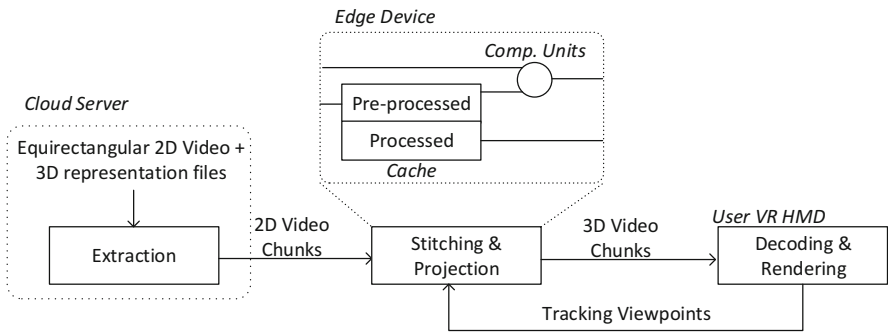 Edge Device
Comp. Units
Cloud Server
Pre-processed
Processed
Cache
Equirectangular 2D Video +
3D representation files
Extraction
2D Video
Chunks
Stitching &
Projection
3D Video
Chunks
User VR HMD
Decoding &
Rendering
Tracking Viewpoints